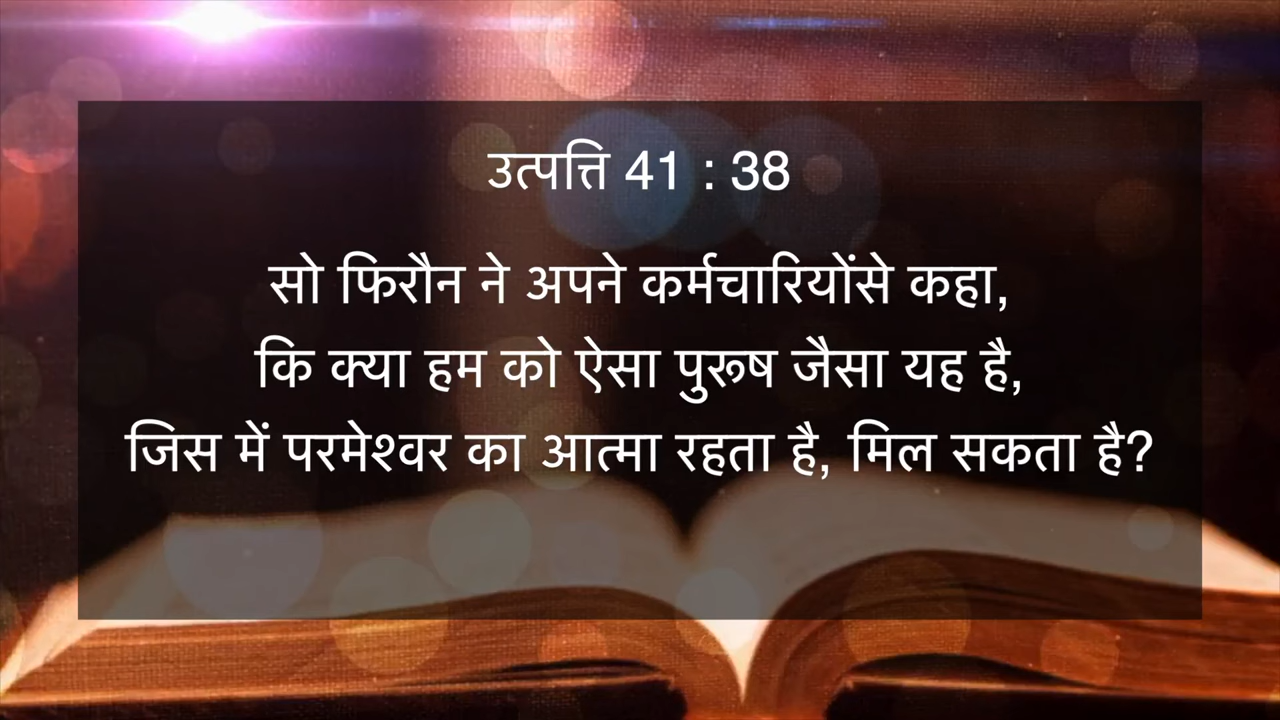 उत्पत्ति 41 : 38
सो फिरौन ने अपने कर्मचारियोंसे कहा,
कि क्या हम को ऐसा पुरूष जैसा यह है,
जिस में परमेश्वर का आत्मा रहता है, मिल सकता है?